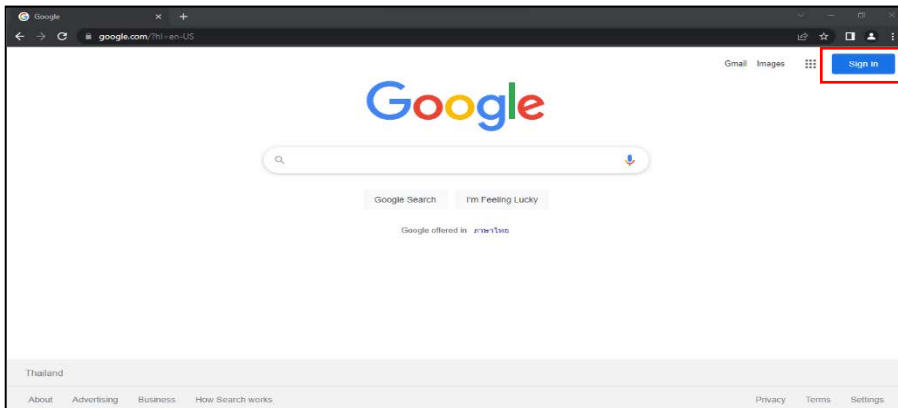 Google
google.com/?hl=en-US
Gmail Images Sign in
Google
Google Search I'm Feeling Lucky
Google offered in ภาษาไทย
Thailand
About Advertising Business How Search works Privacy Terms Settings